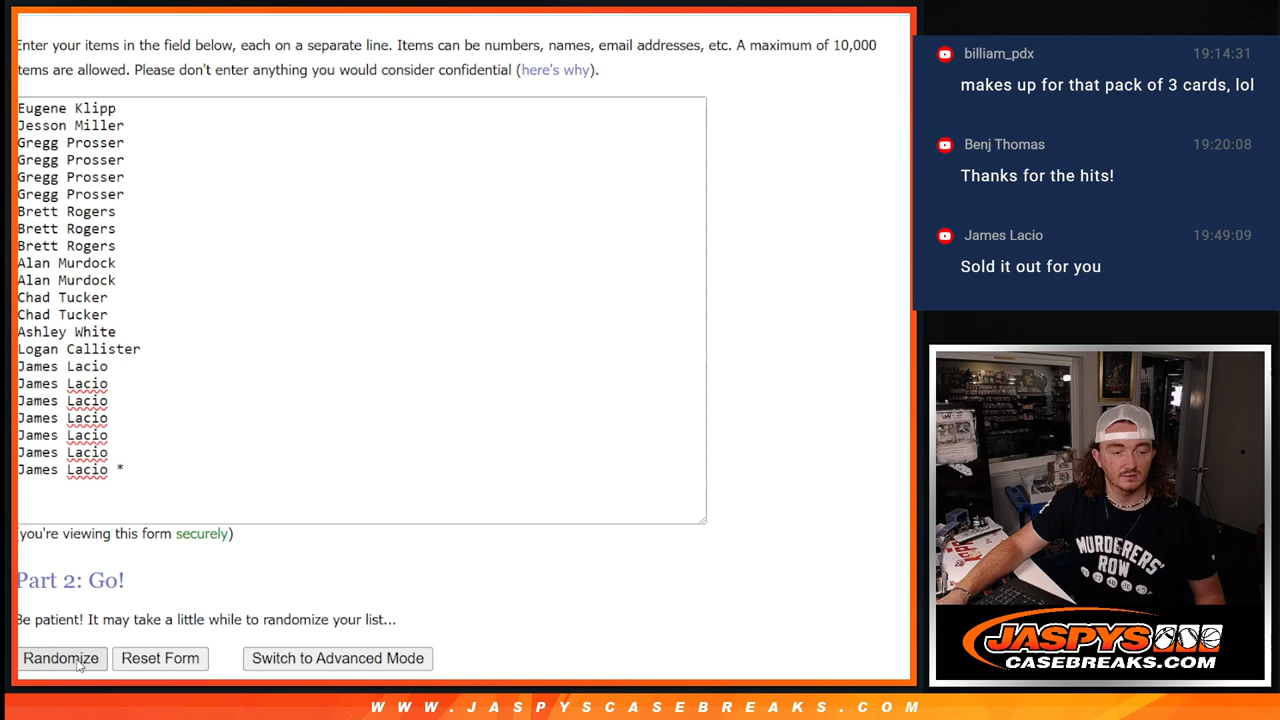 Enter your items in the field below, each on a separate line. Items can be numbers, names, email addresses, etc. A maximum of 10,000
items are allowed. Please don't enter anything you would consider confidential (here's why).
Eugene Klipp
Jesson Miller
Gregg Prosser
Gregg Prosser
Gregg Prosser
Gregg Prosser
Brett Rogers
Brett Rogers
Brett Rogers
Alan Murdock
Alan Murdock
Chad Tucker
Chad Tucker
Ashley White
Logan Callister
James Lacio
James Lacio
James Lacio
James Lacio
James Lacio
James Lacio
James Lacio *
(you're viewing this form securely)
Part 2: Go!
Be patient! It may take a little while to randomize your list...
Randomize
Reset Form
Switch to Advanced Mode
billiam_pdx 19:14:31
makes up for that pack of 3 cards, lol
Benj Thomas 19:20:08
Thanks for the hits!
James Lacio 19:49:09
Sold it out for you
MURDERERS'
ROW
JASPYS
CASEBREAKS.COM
WWW.JASPYSCASEBREAKS.COM